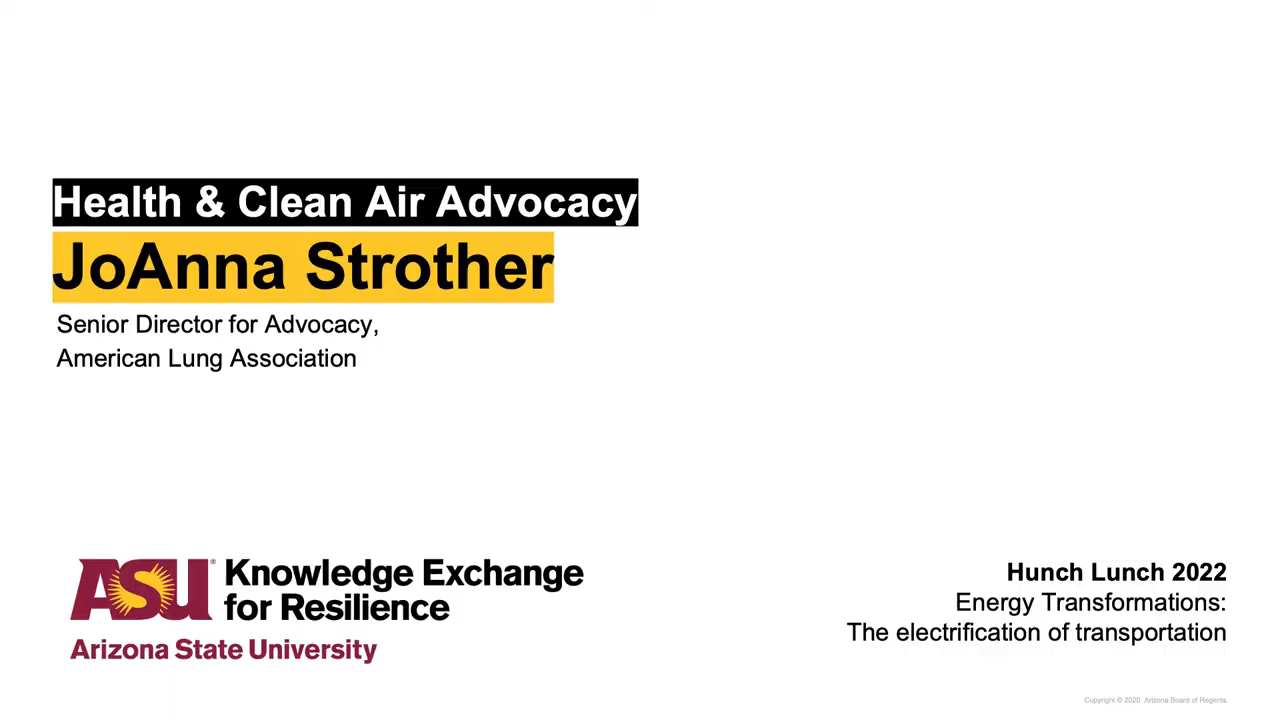 Health & Clean Air Advocacy
JoAnna Strother
Senior Director for Advocacy,
American Lung Association
ASU® Knowledge Exchange
for Resilience
Arizona State University
Hunch Lunch 2022
Energy Transformations:
The electrification of transportation
Copyright © 2020 Arizona Board of Regents.